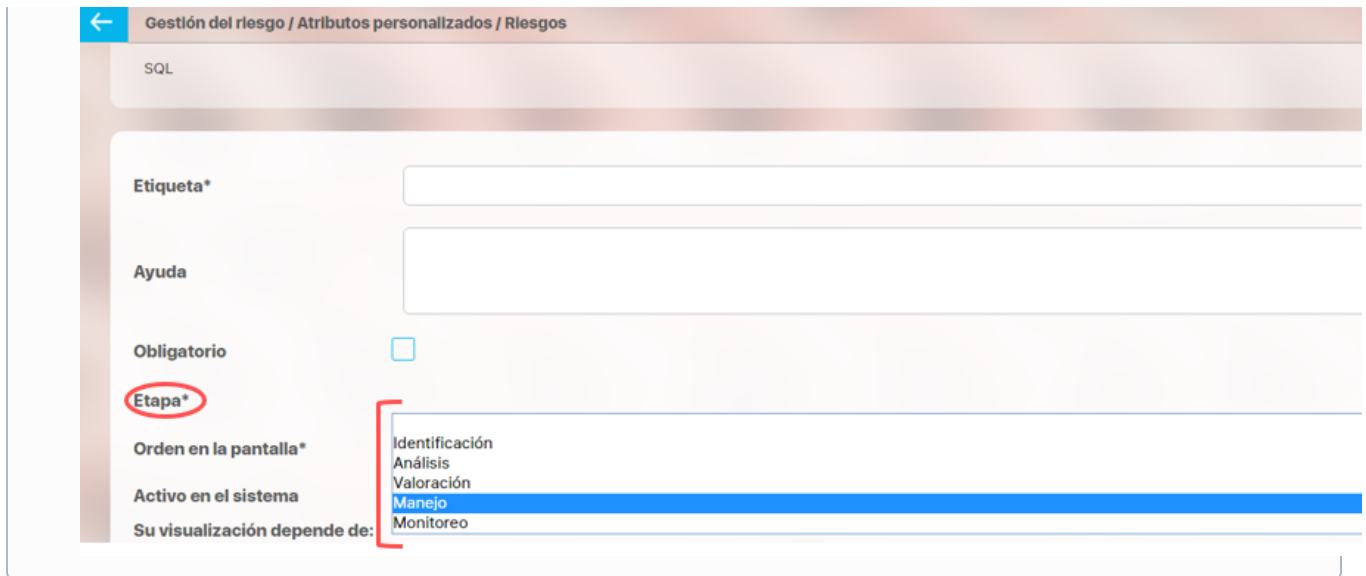 Gestión del riesgo / Atributos personalizados / Riesgos
SQL
Etiqueta*
Ayuda
Obligatorio
Etapa*
Orden en la pantalla*
Activo en el sistema
Su visualización depende de:
Identificación
Análisis
Valoración
Manejo
Monitoreo